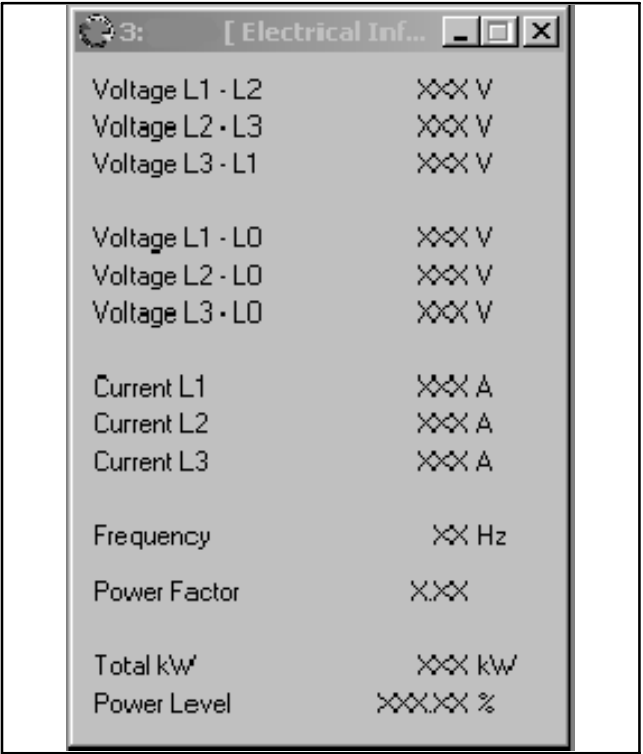 3: [ Electrical Inf...
Voltage L1 - L2 XXX V
Voltage L2 - L3 XXX V
Voltage L3 - L1 XXX V
Voltage L1 - L0 XXX V
Voltage L2 - L0 XXX V
Voltage L3 - L0 XXX V
Current L1 XXX A
Current L2 XXX A
Current L3 XXX A
Frequency XX Hz
Power Factor X.XX
Total kW XXX kW
Power Level XXX.XX %